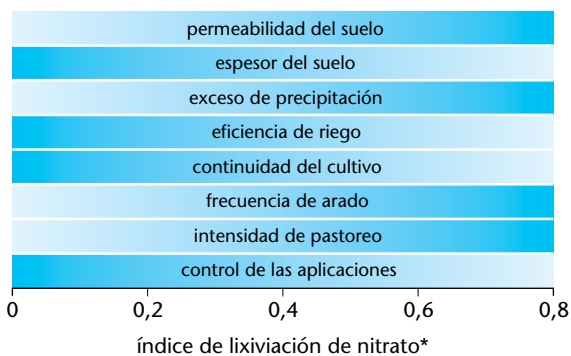 permeabilidad del suelo
espesor del suelo
exceso de precipitación
eficiencia de riego
continuidad del cultivo
frecuencia de arado
intensidad de pastoreo
control de las aplicaciones
0 0,2 0,4 0,6 0,8
índice de lixiviación de nitrato*